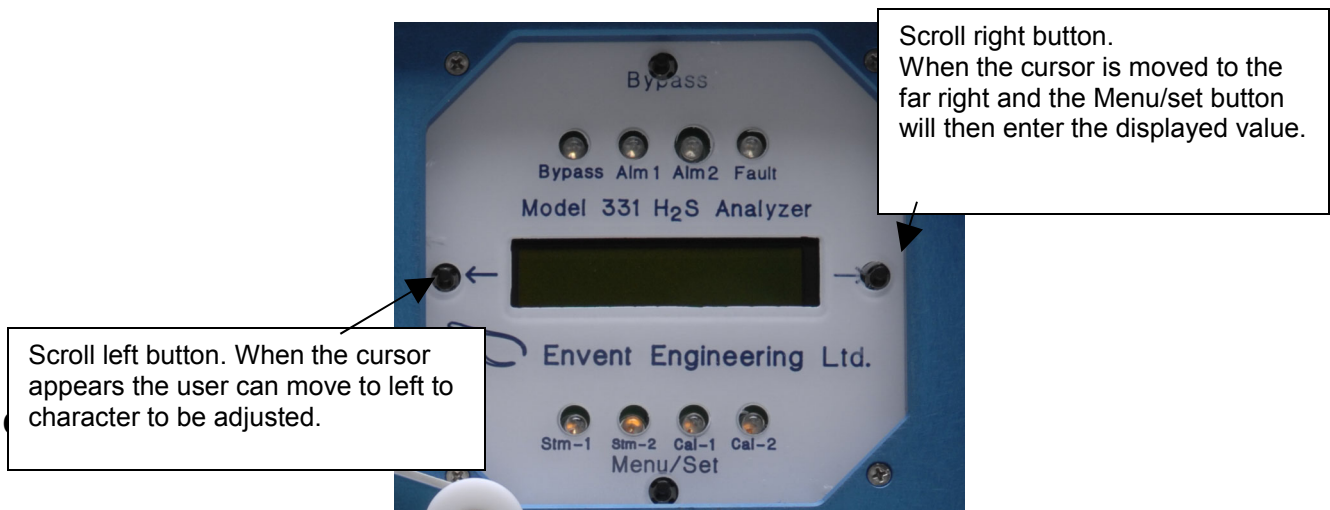 Scroll right button.
When the cursor is moved to the
far right and the Menu/set button
will then enter the displayed value.
Bypass
Bypass Alm 1 Alm 2 Fault
Model 331 H₂S Analyzer
← →
Envent Engineering Ltd.
Scroll left button. When the cursor
appears the user can move to left to
character to be adjusted.
Stm-1 Stm-2 Cal-1 Cal-2
Menu/Set